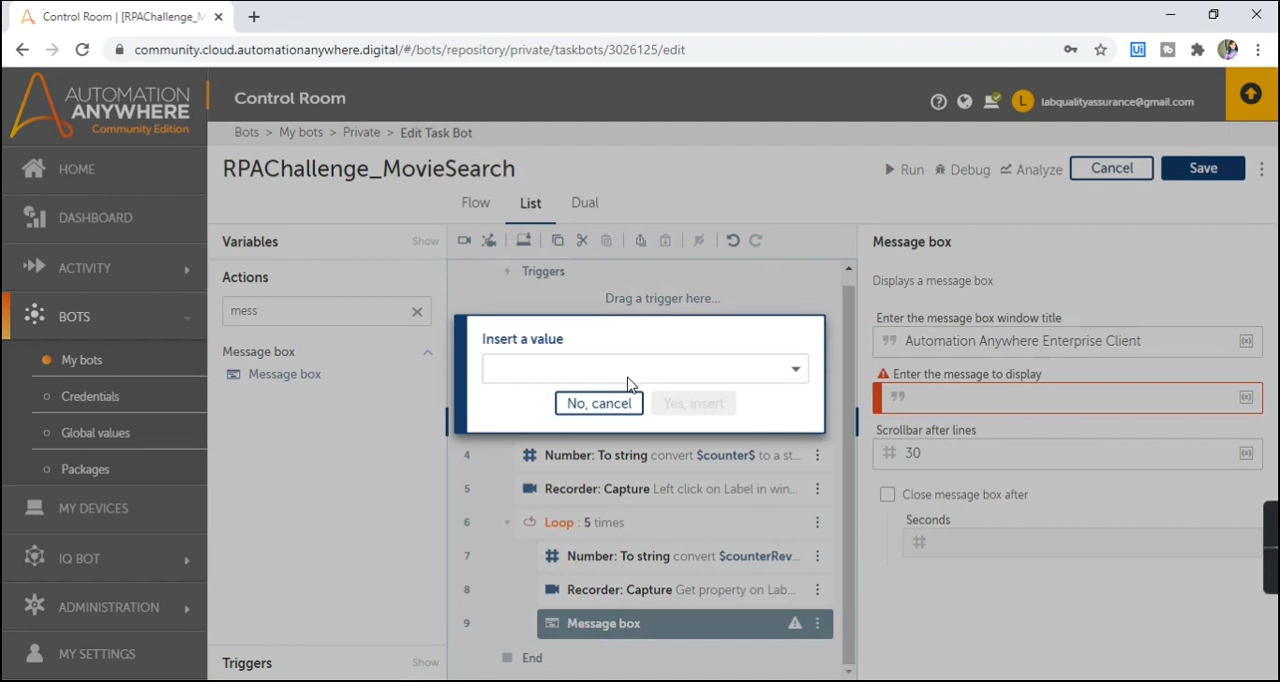 Control Room | [RPAChallenge_M
community.cloud.automationanywhere.digital/#/bots/repository/private/taskbots/3026125/edit
Ui
AUTOMATION
ANYWHERE
Community Edition
Control Room
L
labqualityassurance@gmail.com
Bots > My bots > Private > Edit Task Bot
RPAChallenge_MovieSearch
Run
Debug
Analyze
Cancel
Save
Flow
List
Dual
HOME
DASHBOARD
ACTIVITY
BOTS
My bots
Credentials
Global values
Packages
MY DEVICES
IQ BOT
ADMINISTRATION
MY SETTINGS
Variables
Show
Actions
mess
Message box
Message box
Triggers
Show
Triggers
Drag a trigger here...
Insert a value
No, cancel
Yes, insert
4 Number: To string convert $counter$ to a st...
5 Recorder: Capture Left click on Label in win...
6 Loop : 5 times
7 Number: To string convert $counterRev...
8 Recorder: Capture Get property on Lab...
9 Message box
End
Message box
Displays a message box
Enter the message box window title
Automation Anywhere Enterprise Client
(x)
Enter the message to display
(x)
Scrollbar after lines
30
(x)
Close message box after
Seconds